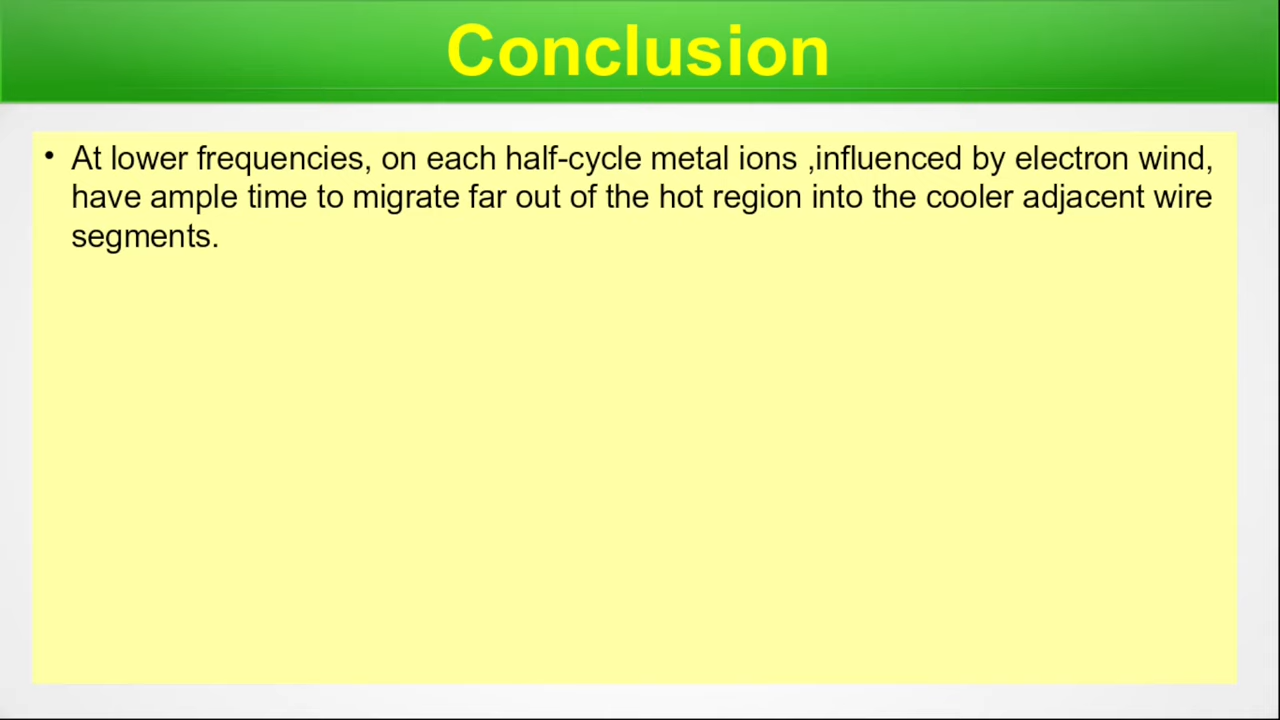 Conclusion
• At lower frequencies, on each half-cycle metal ions ,influenced by electron wind,
have ample time to migrate far out of the hot region into the cooler adjacent wire
segments.